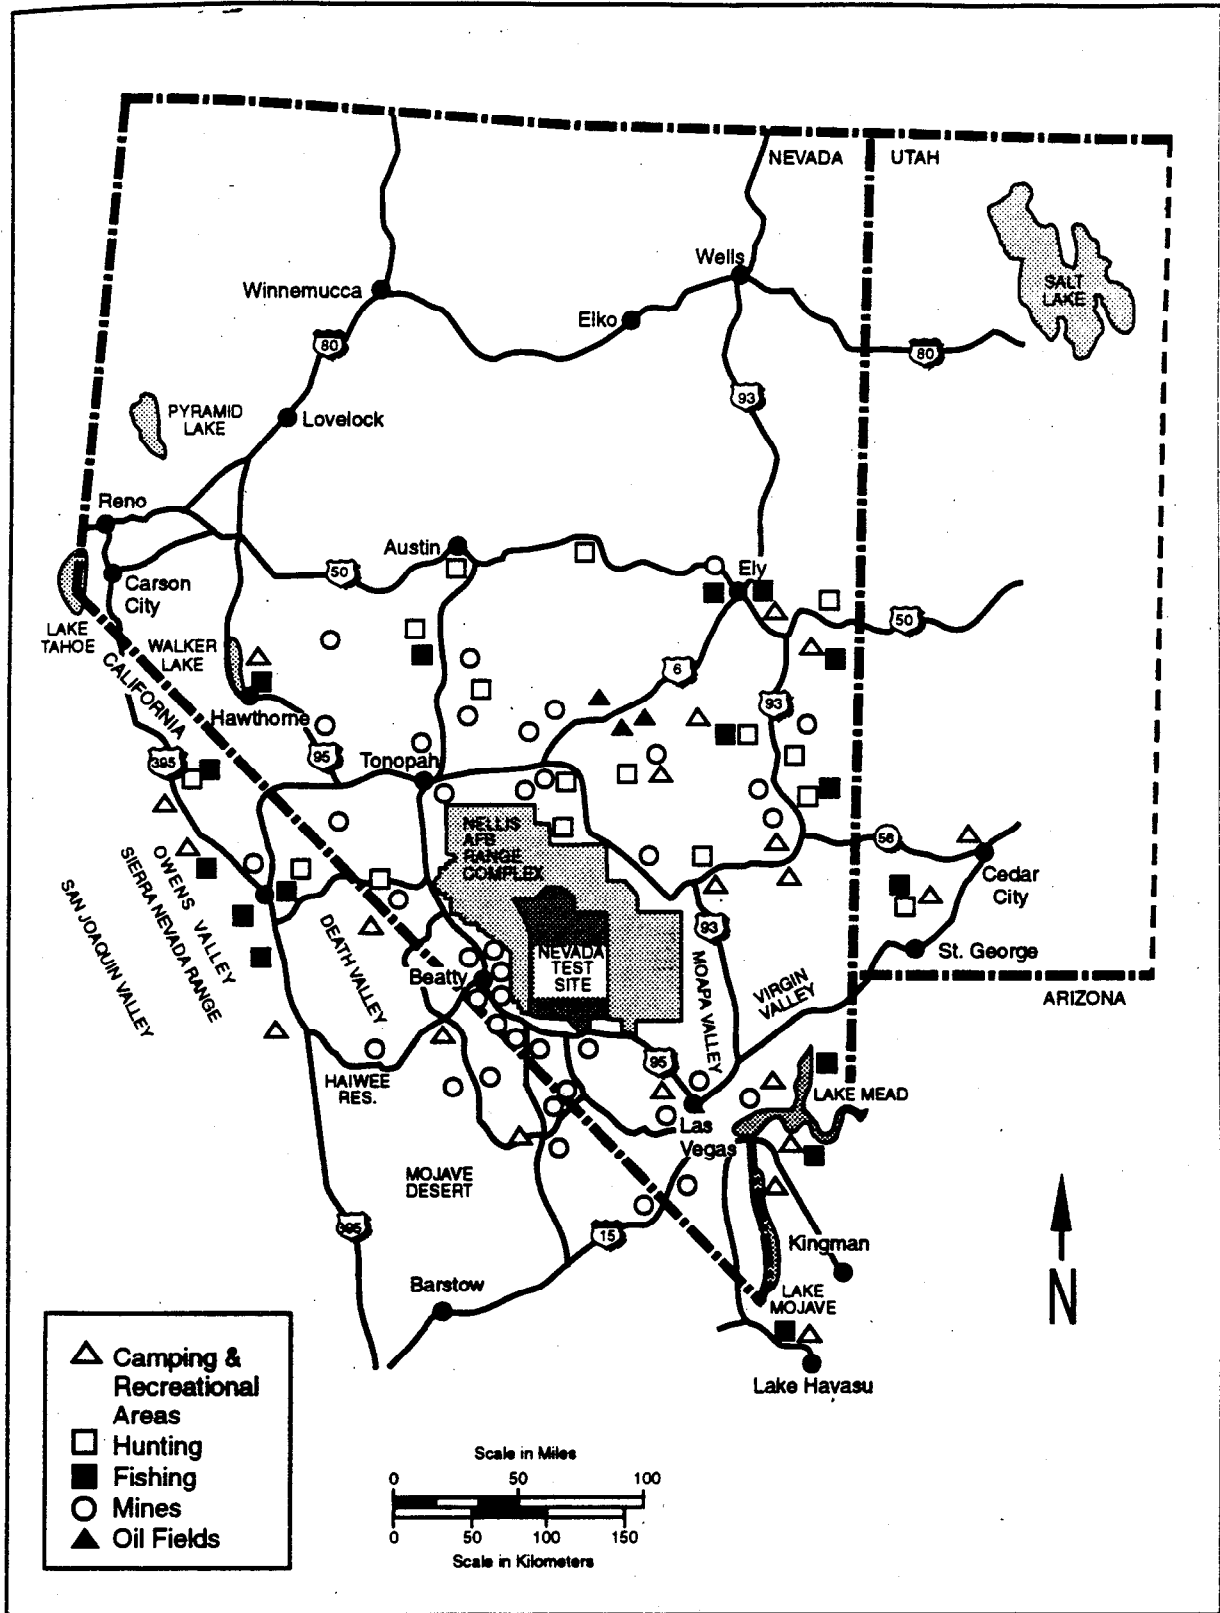 NEVADA
UTAH
Wells
SALT
LAKE
Winnemucca
Elko
80
80
93
PYRAMID
LAKE
Lovelock
Reno
Austin
Ely
50
Carson
City
50
LAKE
TAHOE
WALKER
LAKE
CALIFORNIA
6
93
Hawthorne
95
Tonopah
395
NELLIS
AFB
RANGE
COMPLEX
56
Cedar
City
OWENS VALLEY
SIERRA NEVADA RANGE
SAN JOAQUIN VALLEY
DEATH VALLEY
93
St. George
NEVADA
TEST
SITE
Beatty
MOAPA VALLEY
VIRGIN
VALLEY
ARIZONA
95
HAIWEE
RES.
LAKE MEAD
Las
Vegas
MOJAVE
DESERT
395
15
Kingman
Barstow
LAKE
MOJAVE
N
Lake Havasu
Camping &
Recreational
Areas
Hunting
Fishing
Mines
Oil Fields
Scale in Miles
0 50 100
0 50 100 150
Scale in Kilometers